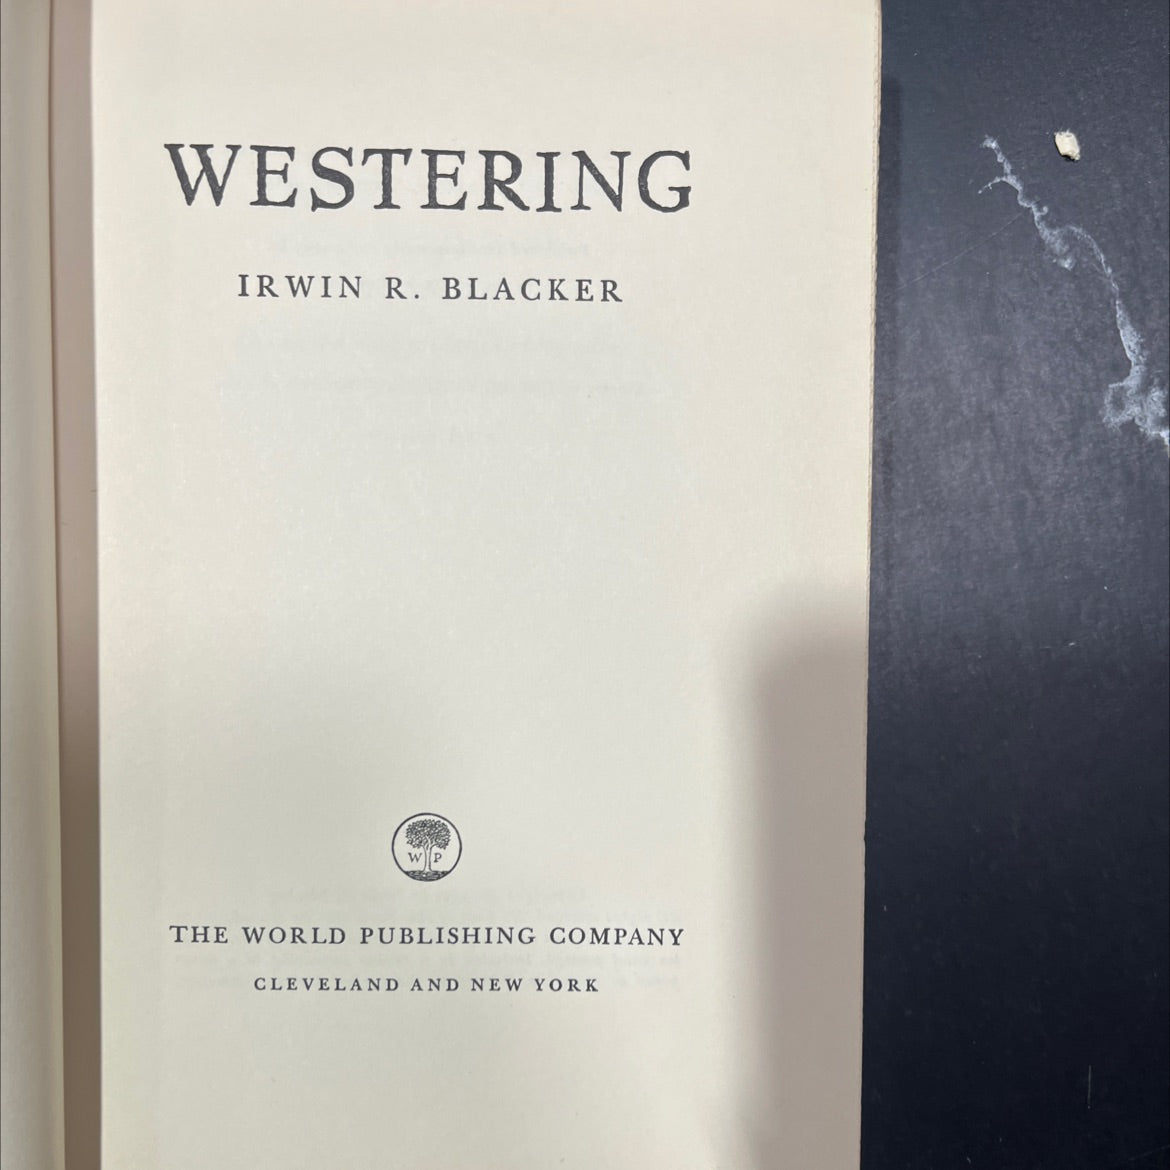 WESTERING
IRWIN R. BLACKER
W P
THE WORLD PUBLISHING COMPANY
CLEVELAND AND NEW YORK